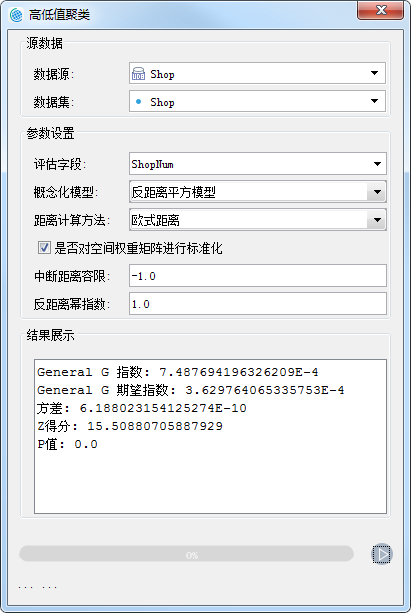 高低值聚类
源数据
数据源: Shop
数据集: Shop
参数设置
评估字段: ShopNum
概念化模型: 反距离平方模型
距离计算方法: 欧式距离
是否对空间权重矩阵进行标准化
中断距离容限: -1.0
反距离幂指数: 1.0
结果展示
General G 指数: 7.487694196326209E-4
General G 期望指数: 3.629764065335753E-4
方差: 6.188023154125274E-10
Z得分: 15.50880705887929
P值: 0.0
0%
... ...